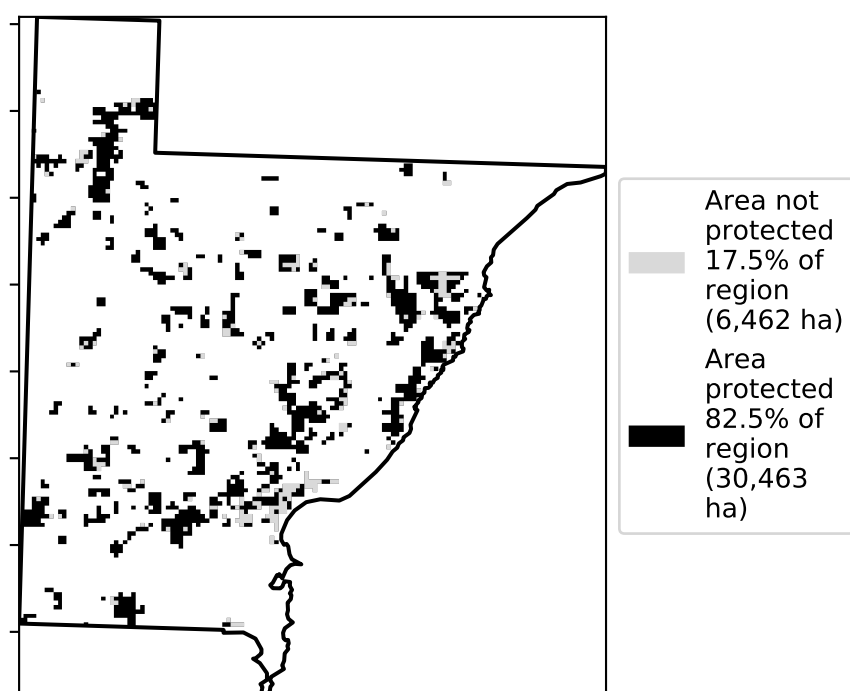 Area not
protected
17.5% of
region
(6,462 ha)
Area
protected
82.5% of
region
(30,463
ha)